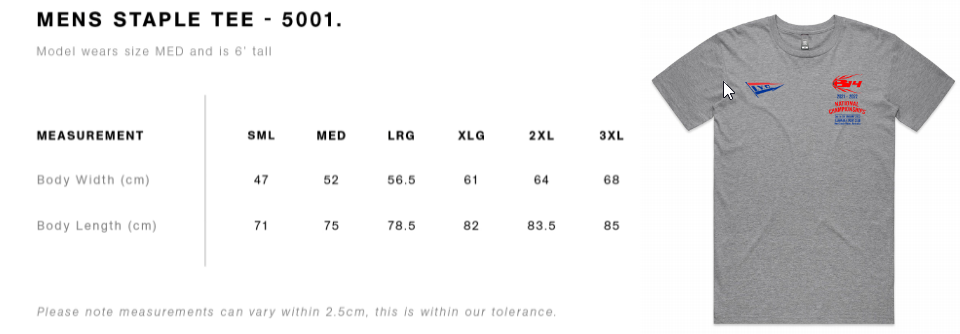 MENS STAPLE TEE - 5001.
Model wears size MED and is 6' tall
MEASUREMENT SML MED LRG XLG 2XL 3XL
Body Width (cm) 47 52 56.5 61 64 68
Body Length (cm) 71 75 78.5 82 83.5 85
Please note measurements can vary within 2.5cm, this is within our tolerance.
2021 - 2022
NATIONAL
CHAMPIONSHIPS